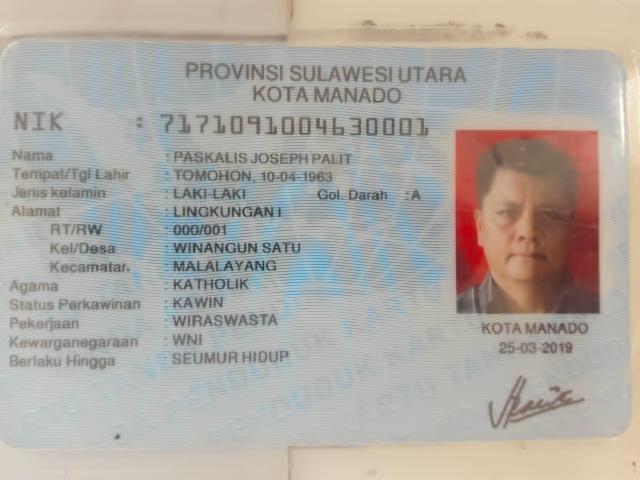 PROVINSI SULAWESI UTARA
KOTA MANADO
NIK : 7171091004630001
Nama : PASKALIS JOSEPH PALIT
Tempat/Tgl Lahir : TOMOHON, 10-04-1963
Jenis kelamin : LAKI-LAKI Gol. Darah : A
Alamat : LINGKUNGAN I
RT/RW : 000/001
Kel/Desa : WINANGUN SATU
Kecamatan : MALALAYANG
Agama : KATHOLIK
Status Perkawinan : KAWIN
Pekerjaan : WIRASWASTA
Kewarganegaraan : WNI
Berlaku Hingga : SEUMUR HIDUP
KOTA MANADO
25-03-2019